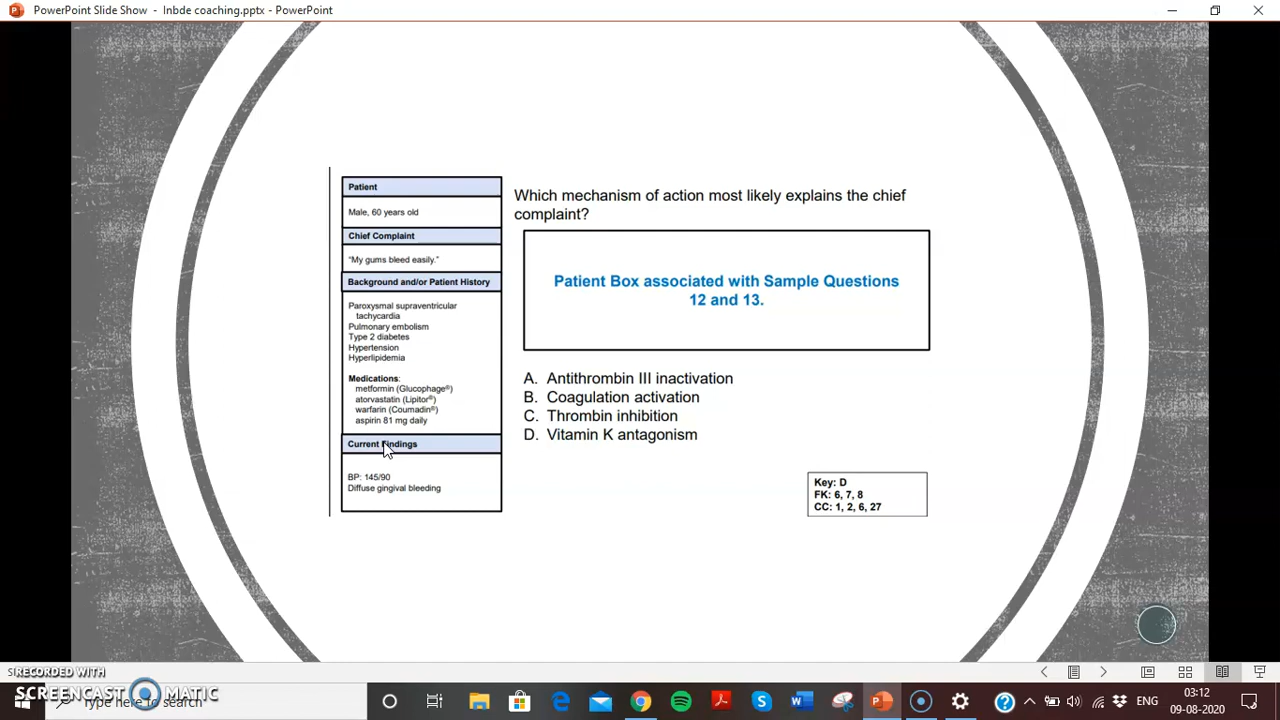 PowerPoint Slide Show - Inbde coaching.pptx - PowerPoint
Patient
Male, 60 years old
Chief Complaint
"My gums bleed easily."
Background and/or Patient History
Paroxysmal supraventricular
tachycardia
Pulmonary embolism
Type 2 diabetes
Hypertension
Hyperlipidemia
Medications:
metformin (Glucophage®)
atorvastatin (Lipitor®)
warfarin (Coumadin®)
aspirin 81 mg daily
Current Findings
BP: 145/90
Diffuse gingival bleeding
Which mechanism of action most likely explains the chief
complaint?
Patient Box associated with Sample Questions
12 and 13.
A. Antithrombin III inactivation
B. Coagulation activation
C. Thrombin inhibition
D. Vitamin K antagonism
Key: D
FK: 6, 7, 8
CC: 1, 2, 6, 27
RECORDED WITH
SCREENCAST MATIC
Type here to search
ENG
03:12
09-08-2020